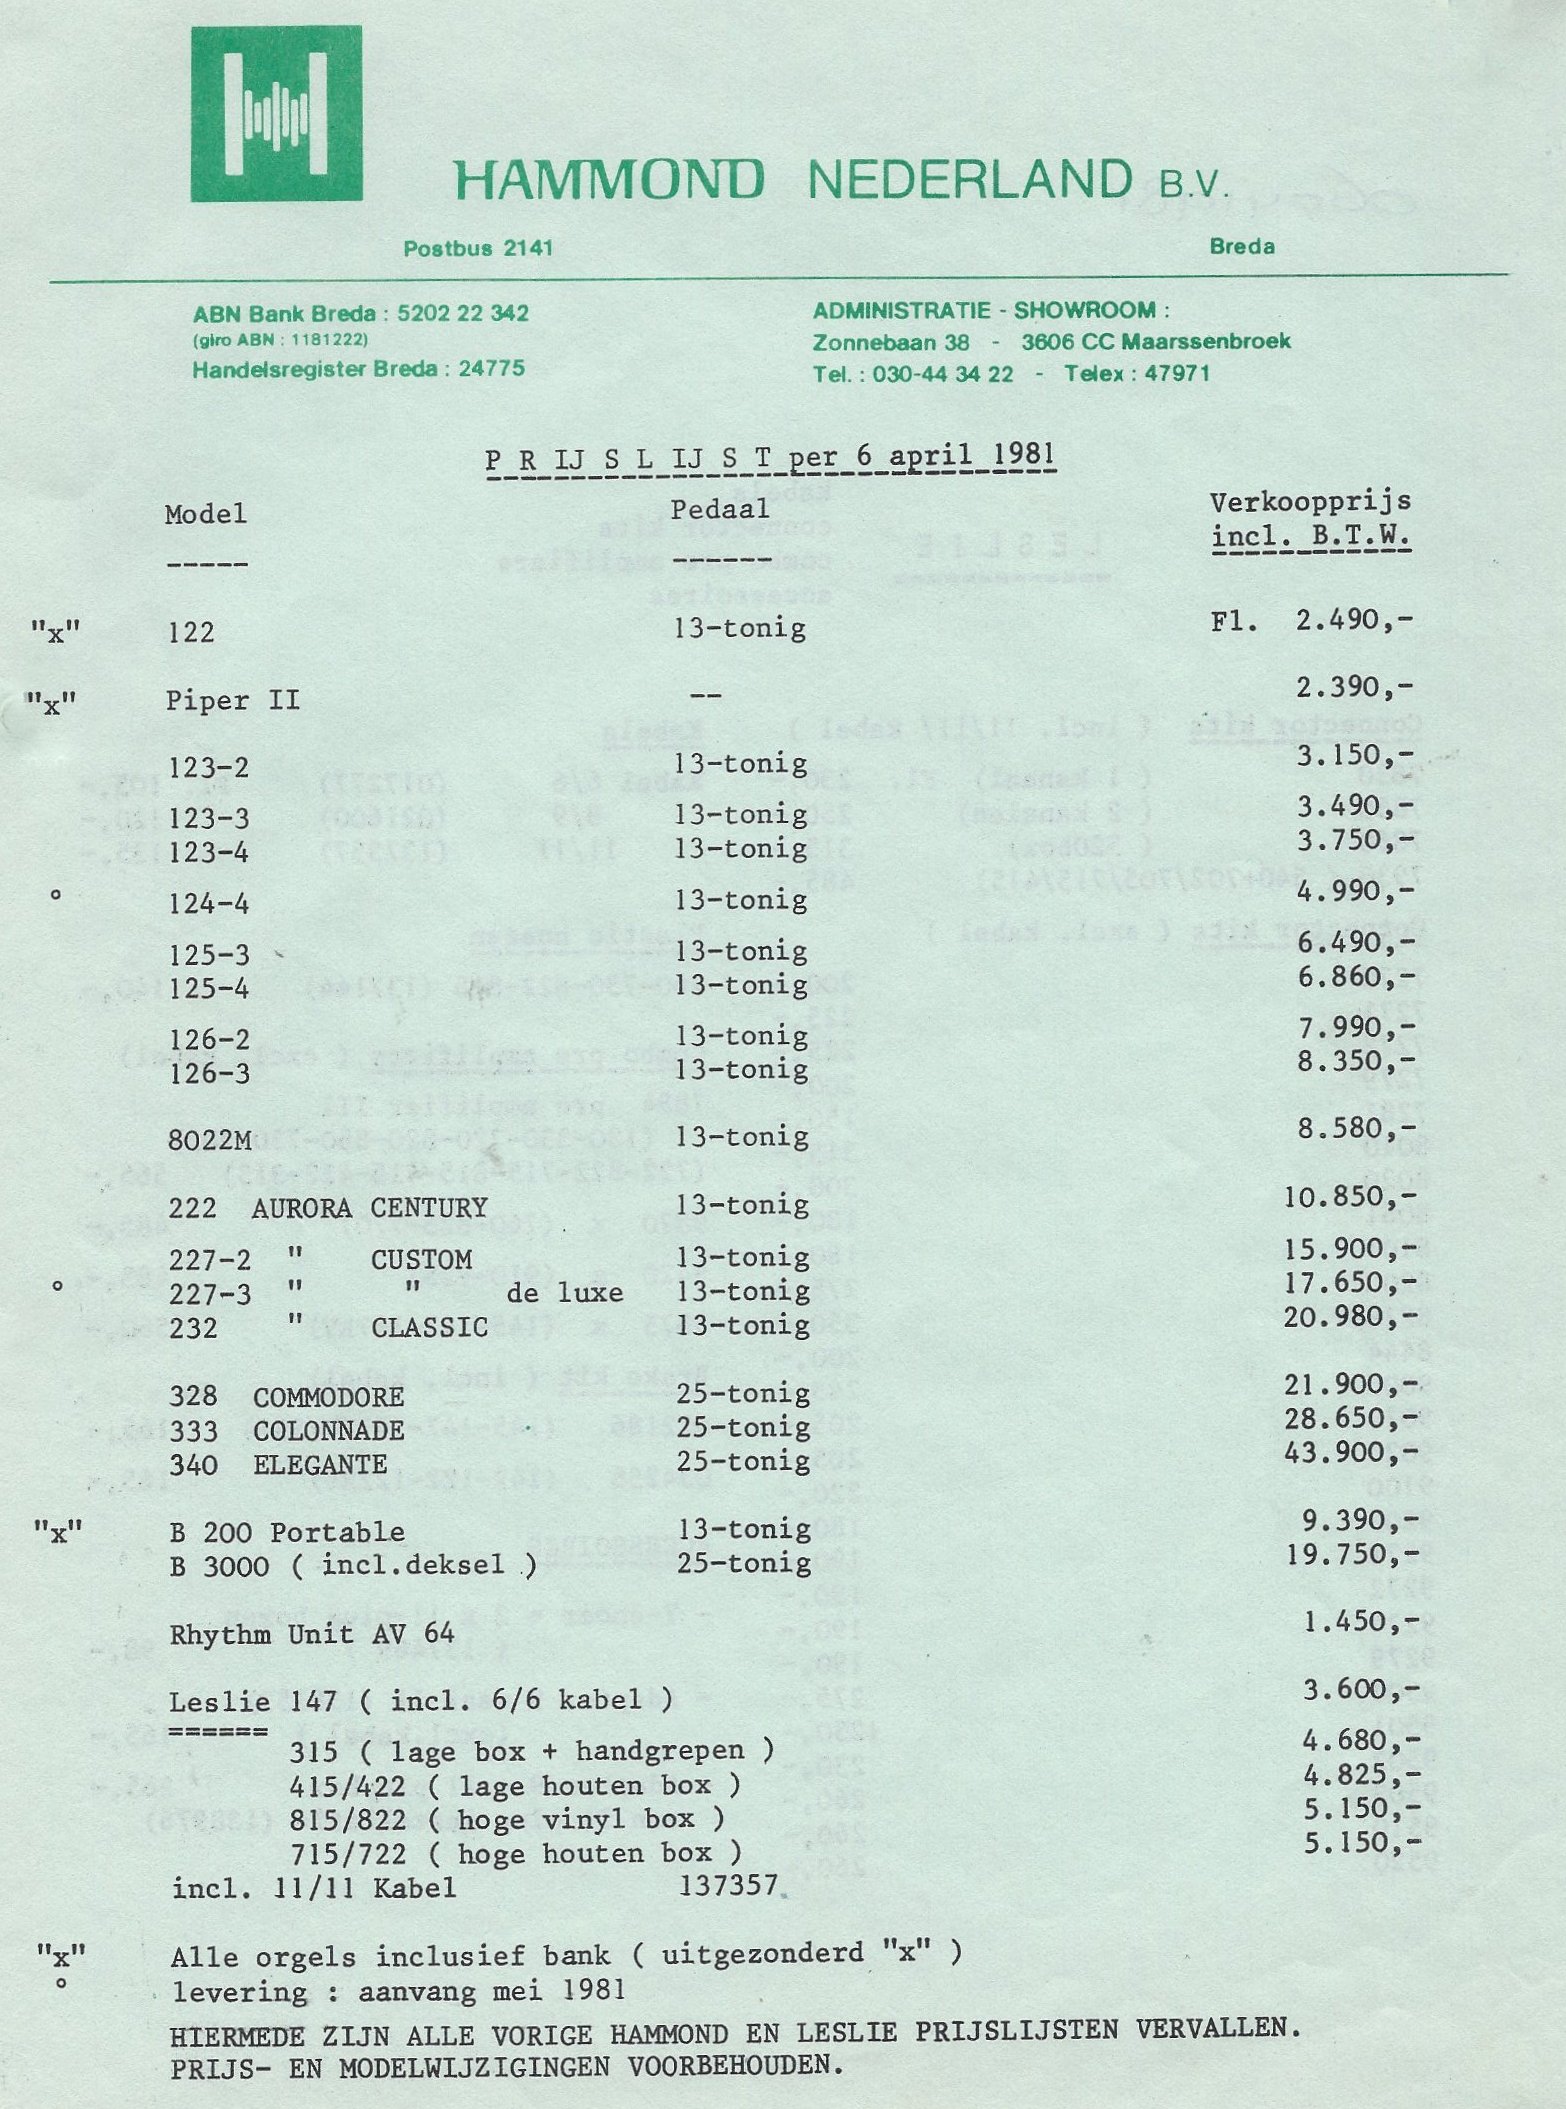 HAMMOND NEDERLAND B.V.
Postbus 2141 Breda
ABN Bank Breda : 5202 22 342
(giro ABN : 1181222)
Handelsregister Breda : 24775
ADMINISTRATIE - SHOWROOM :
Zonnebaan 38 - 3606 CC Maarssenbroek
Tel. : 030-44 34 22 - Telex : 47971
P R IJ S L IJ S T per 6 april 1981
Model Pedaal Verkoopprijs
incl. B.T.W.
"x" 122 13-tonig Fl. 2.490,-
"x" Piper II -- 2.390,-
123-2 13-tonig 3.150,-
123-3 13-tonig 3.490,-
123-4 13-tonig 3.750,-
° 124-4 13-tonig 4.990,-
125-3 13-tonig 6.490,-
125-4 13-tonig 6.860,-
126-2 13-tonig 7.990,-
126-3 13-tonig 8.350,-
8022M 13-tonig 8.580,-
222 AURORA CENTURY 13-tonig 10.850,-
227-2 " CUSTOM 13-tonig 15.900,-
° 227-3 " " de luxe 13-tonig 17.650,-
232 " CLASSIC 13-tonig 20.980,-
328 COMMODORE 25-tonig 21.900,-
333 COLONNADE 25-tonig 28.650,-
340 ELEGANTE 25-tonig 43.900,-
"x" B 200 Portable 13-tonig 9.390,-
B 3000 ( incl.deksel ) 25-tonig 19.750,-
Rhythm Unit AV 64 1.450,-
Leslie 147 ( incl. 6/6 kabel ) 3.600,-
315 ( lage box + handgrepen ) 4.680,-
415/422 ( lage houten box ) 4.825,-
815/822 ( hoge vinyl box ) 5.150,-
715/722 ( hoge houten box ) 5.150,-
incl. 11/11 Kabel 137357
"x" Alle orgels inclusief bank ( uitgezonderd "x" )
° levering : aanvang mei 1981
HIERMEDE ZIJN ALLE VORIGE HAMMOND EN LESLIE PRIJSLIJSTEN VERVALLEN.
PRIJS- EN MODELWIJZIGINGEN VOORBEHOUDEN.